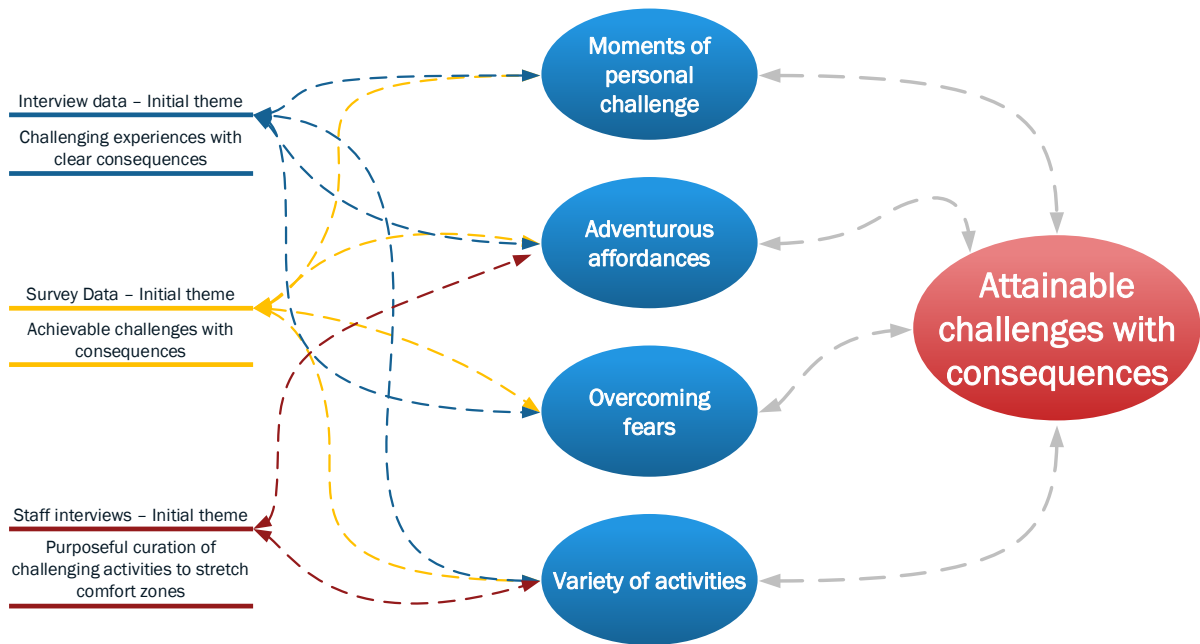 Interview data – Initial theme
Challenging experiences with
clear consequences
Survey Data – Initial theme
Achievable challenges with
consequences
Staff interviews – Initial theme
Purposeful curation of
challenging activities to stretch
comfort zones
Moments of
personal
challenge
Adventurous
affordances
Overcoming
fears
Variety of activities
Attainable
challenges with
consequences